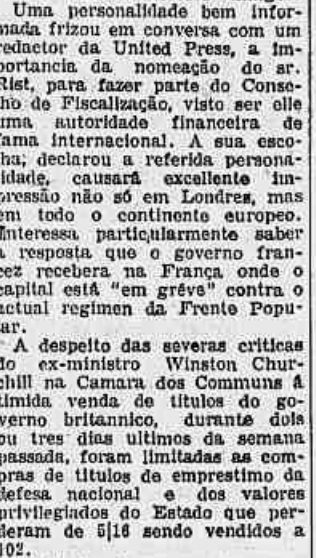 Uma personalidade bem infor-
mada frizou em conversa com um
redactor da United Press, a im-
portancia da nomeação do sr.
Rist, para fazer parte do Conse-
ho de Fiscalização, visto ser elle
uma autoridade financeira de
fama internacional. A sua esco-
ha; declarou a referida persona-
idade, causará excellente im-
pressão não só em Londres, mas
em todo o continente europeo.
Interessa particularmente saber
a resposta que o governo fran-
cez recebera na França onde o
capital está "em gréve" contra o
actual regimen da Frente Popu-
ar.
A despeito das severas criticas
do ex-ministro Winston Chur-
chill na Camara dos Communs á
timida venda de titulos do go-
verno britannico, durante dois
ou tres dias ultimos da semana
passada, foram limitadas as com-
pras de titulos de emprestimo da
defesa nacional e dos valores
privilegiados do Estado que per-
deram de 5|16 sendo vendidos a
102.